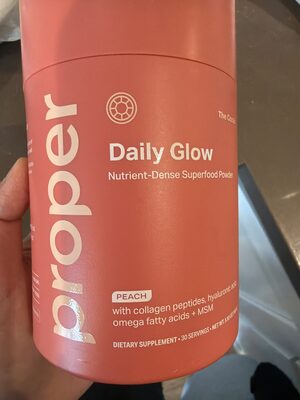 proper
The
Daily Glow
Nutrient-Dense Superfood Powder
PEACH
with collagen peptides, hyaluronic acid,
omega fatty acids + MSM
DIETARY SUPPLEMENT • 30 SERVINGS •